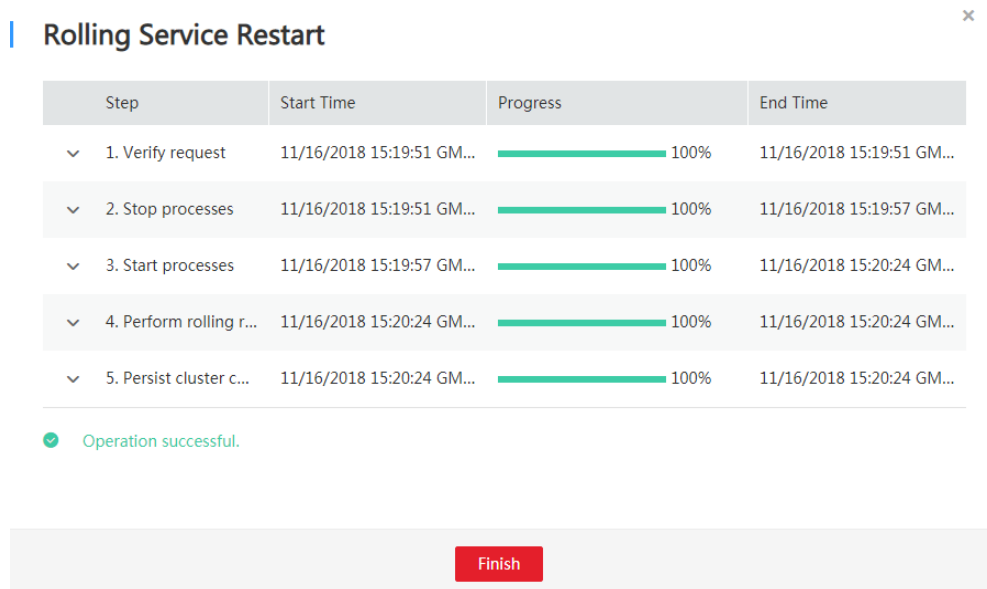 Rolling Service Restart
Step Start Time Progress End Time
1. Verify request 11/16/2018 15:19:51 GM... 100% 11/16/2018 15:19:51 GM...
2. Stop processes 11/16/2018 15:19:51 GM... 100% 11/16/2018 15:19:57 GM...
3. Start processes 11/16/2018 15:19:57 GM... 100% 11/16/2018 15:20:24 GM...
4. Perform rolling r... 11/16/2018 15:20:24 GM... 100% 11/16/2018 15:20:24 GM...
5. Persist cluster c... 11/16/2018 15:20:24 GM... 100% 11/16/2018 15:20:24 GM...
Operation successful.
Finish